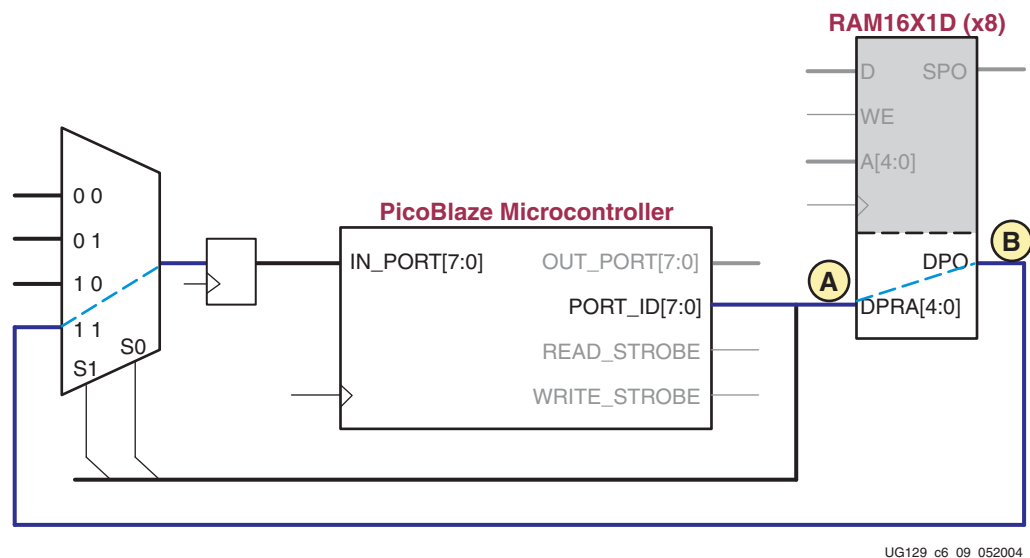 RAM16X1D (x8)
D
SPO
WE
A[4:0]
0 0
0 1
1 0
1 1
S1
S0
PicoBlaze Microcontroller
IN_PORT[7:0]
OUT_PORT[7:0]
PORT_ID[7:0]
READ_STROBE
WRITE_STROBE
A
B
DPO
DPRA[4:0]
UG129_c6_09_052004